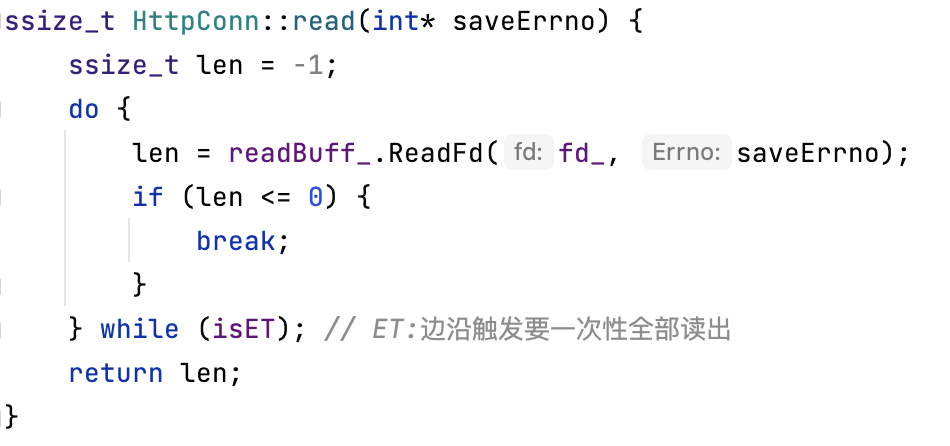 ssize_t HttpConn::read(int* saveErrno) {
    ssize_t len = -1;
    do {
        len = readBuff_.ReadFd( fd: fd_, Errno: saveErrno);
        if (len <= 0) {
            break;
        }
    } while (isET); // ET:边沿触发要一次性全部读出
    return len;
}